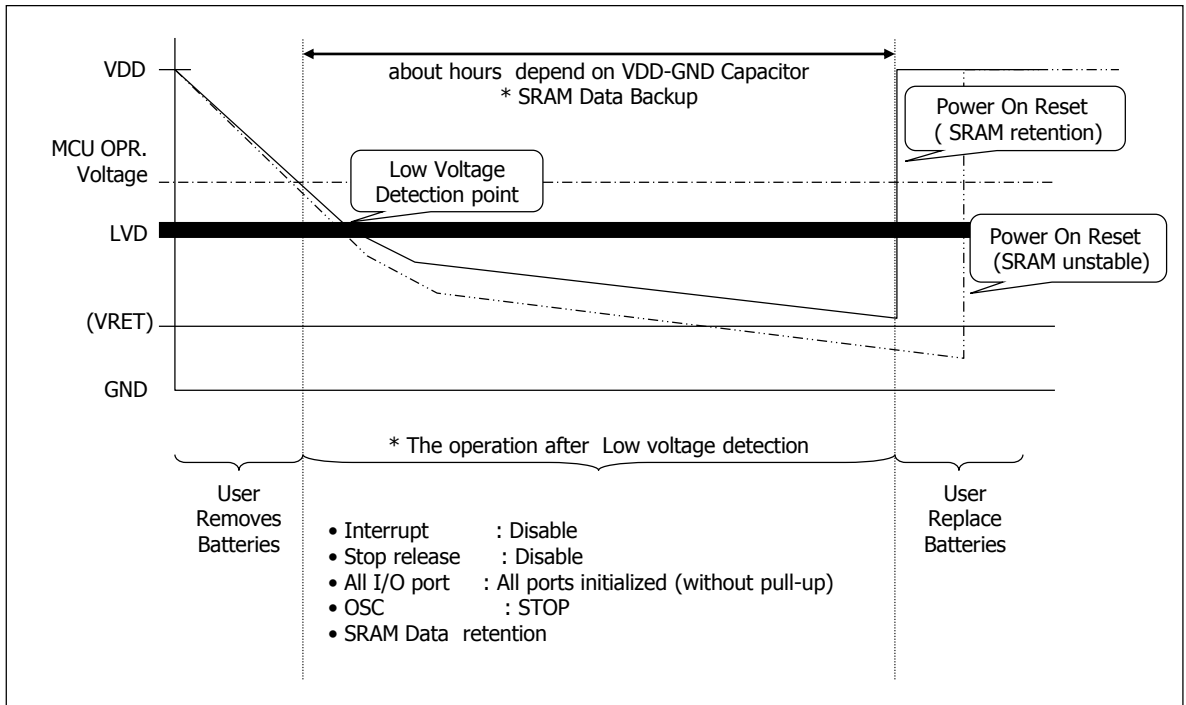 VDD
about hours depend on VDD-GND Capacitor
* SRAM Data Backup
Power On Reset
( SRAM retention)
MCU OPR.
Voltage
Low Voltage
Detection point
LVD
Power On Reset
(SRAM unstable)
(VRET)
GND
* The operation after Low voltage detection
User
Removes
Batteries
• Interrupt : Disable
• Stop release : Disable
• All I/O port : All ports initialized (without pull-up)
• OSC : STOP
• SRAM Data retention
User
Replace
Batteries